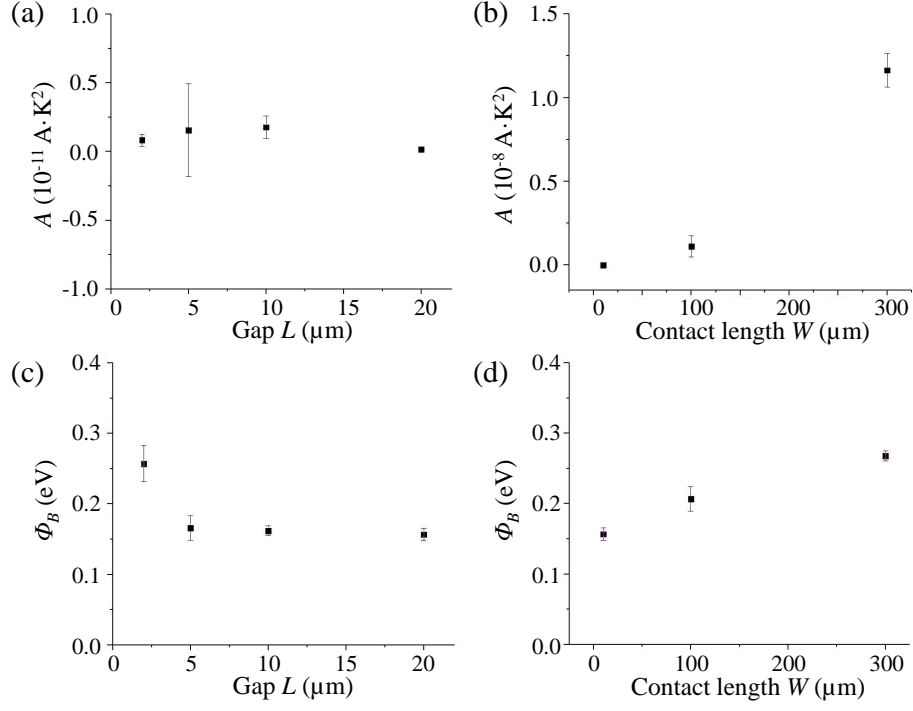 (a)
1.0
0.5
0.0
-0.5
-1.0
A (10⁻¹¹ A·K²)
0 5 10 15 20
Gap L (µm)
(b)
1.5
1.0
0.5
0.0
A (10⁻⁸ A·K²)
0 100 200 300
Contact length W (µm)
(c)
0.4
0.3
0.2
0.1
0.0
Φ_B (eV)
0 5 10 15 20
Gap L (µm)
(d)
0.4
0.3
0.2
0.1
0.0
Φ_B (eV)
0 100 200 300
Contact length W (µm)